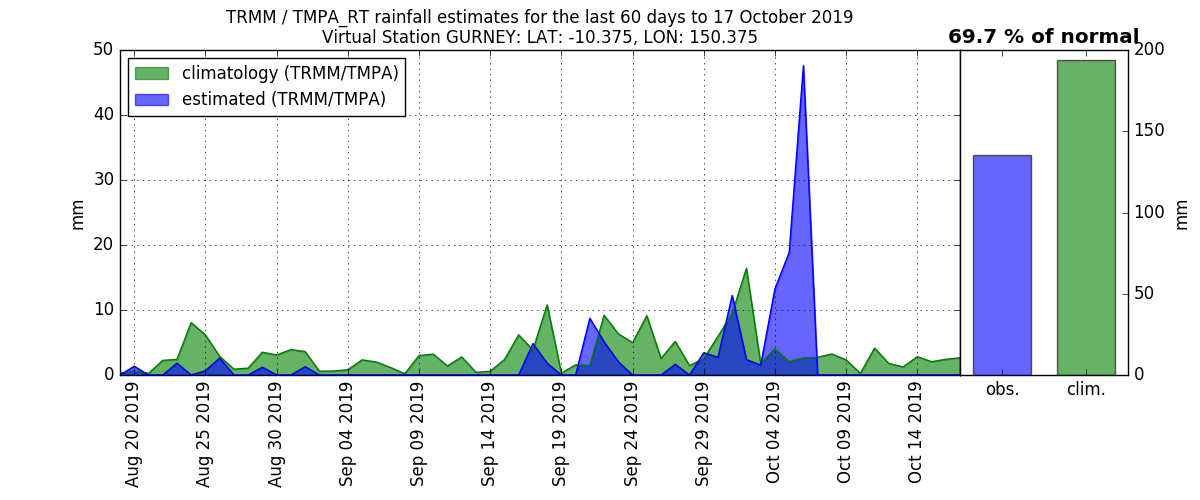 TRMM / TMPA_RT rainfall estimates for the last 60 days to 17 October 2019
Virtual Station GURNEY: LAT: -10.375, LON: 150.375
69.7 % of normal
climatology (TRMM/TMPA)
estimated (TRMM/TMPA)
mm
50
40
30
20
10
0
Aug 20 2019
Aug 25 2019
Aug 30 2019
Sep 04 2019
Sep 09 2019
Sep 14 2019
Sep 19 2019
Sep 24 2019
Sep 29 2019
Oct 04 2019
Oct 09 2019
Oct 14 2019
obs.
clim.
200
150
100
50
0
mm